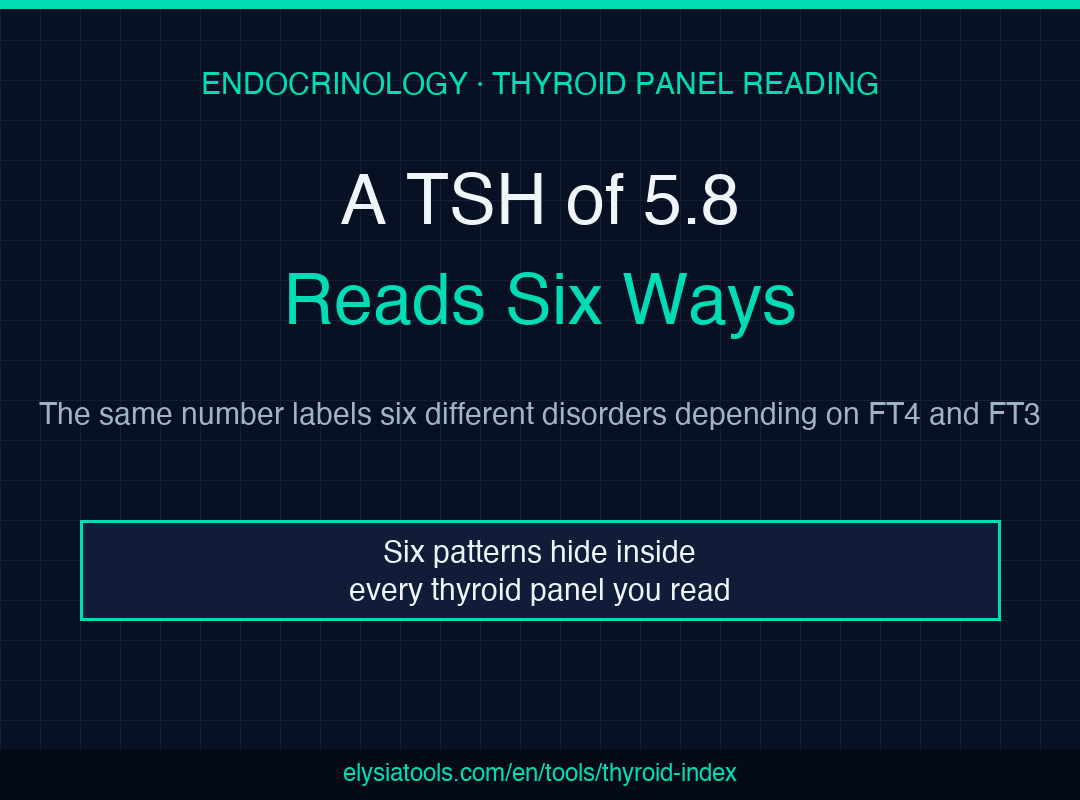 ENDOCRINOLOGY · THYROID PANEL READING
A TSH of 5.8
Reads Six Ways
The same number labels six different disorders depending on FT4 and FT3
Six patterns hide inside
every thyroid panel you read
elysiatools.com/en/tools/thyroid-index